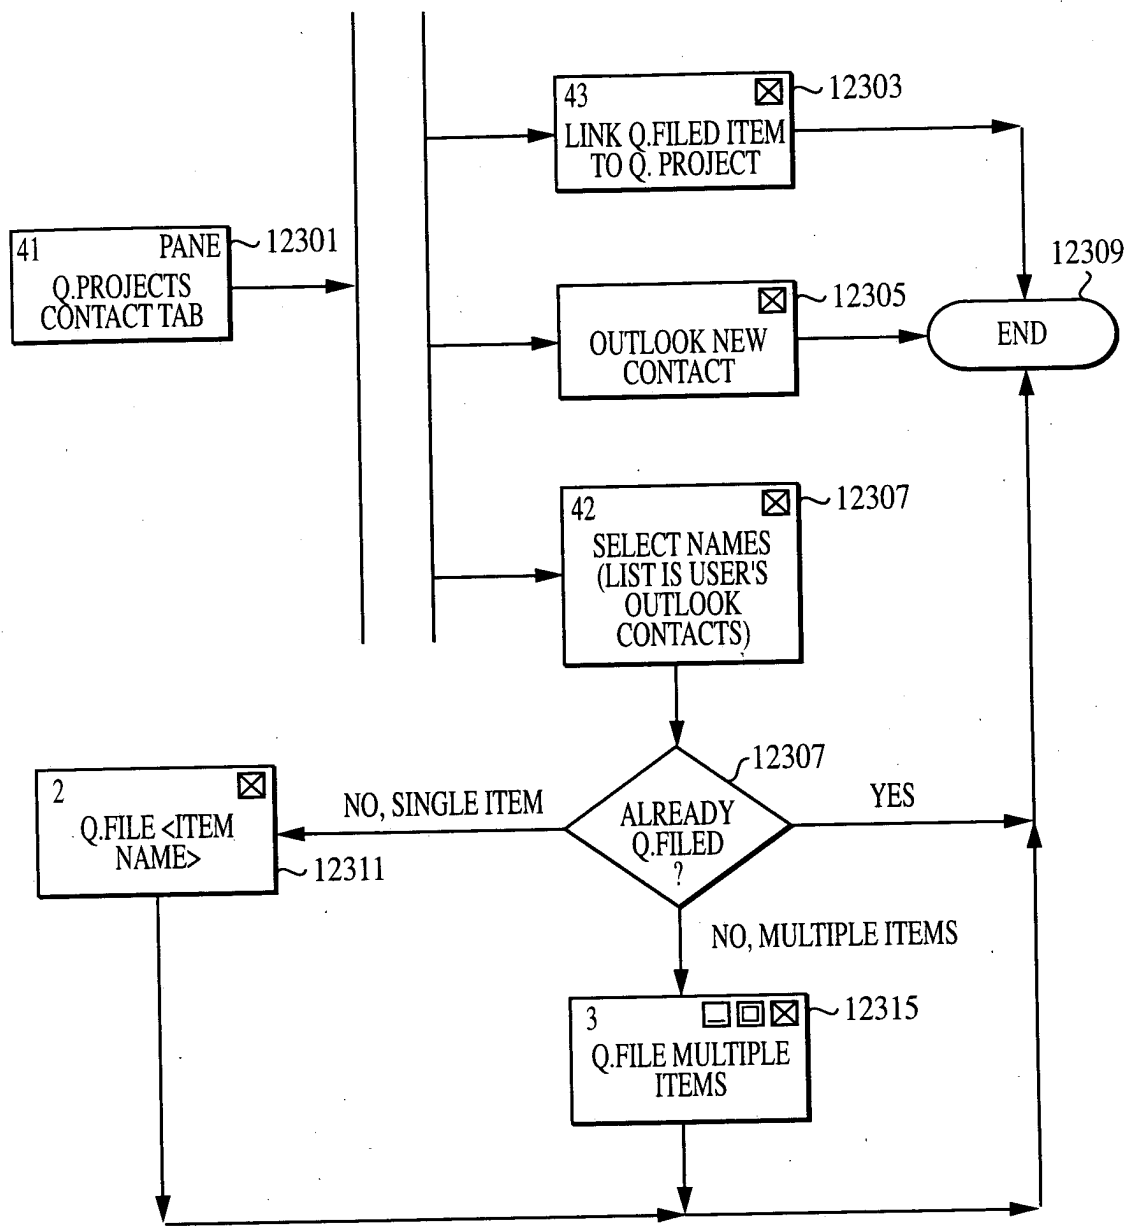 43
12303
LINK Q.FILED ITEM
TO Q. PROJECT
41 PANE
12301
Q.PROJECTS
CONTACT TAB
12305
OUTLOOK NEW
CONTACT
12309
END
42
12307
SELECT NAMES
(LIST IS USER'S
OUTLOOK
CONTACTS)
12307
ALREADY
Q.FILED
?
YES
NO, SINGLE ITEM
2
Q.FILE <ITEM
NAME>
12311
NO, MULTIPLE ITEMS
3
12315
Q.FILE MULTIPLE
ITEMS